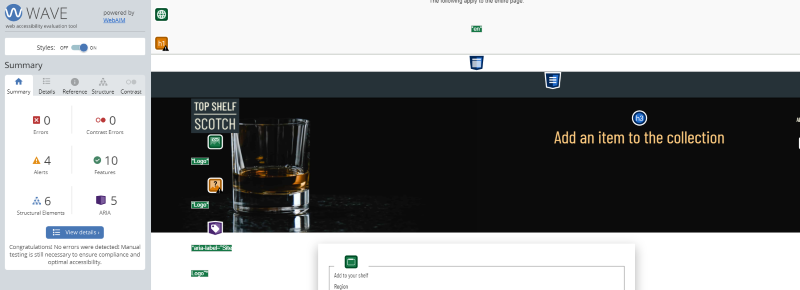 WAVE
web accessibility evaluation tool
powered by
WebAIM
Styles: OFF ON
Summary
Summary Details Reference Structure Contrast
0 Errors
0 Contrast Errors
4 Alerts
10 Features
6 Structural Elements
5 ARIA
View details ›
Congratulations! No errors were detected! Manual
testing is still necessary to ensure compliance and
optimal accessibility.
The following apply to the entire page:
"en"
h1
TOP SHELF
SCOTCH
h3
Add an item to the collection
"Logo"
"Logo"
"aria-label="Site
Logo""
Add to your shelf
Region